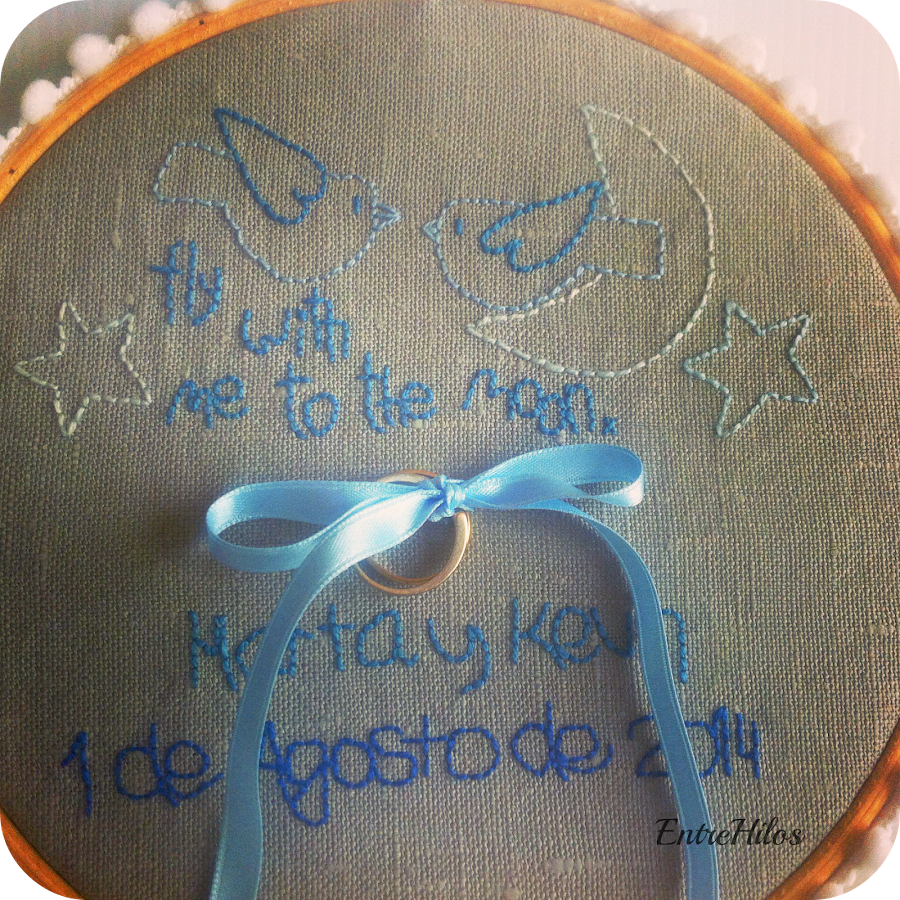 fly
with
me to the moon.
Marta y Kevin
1 de Agosto de 2014
EntreHilos